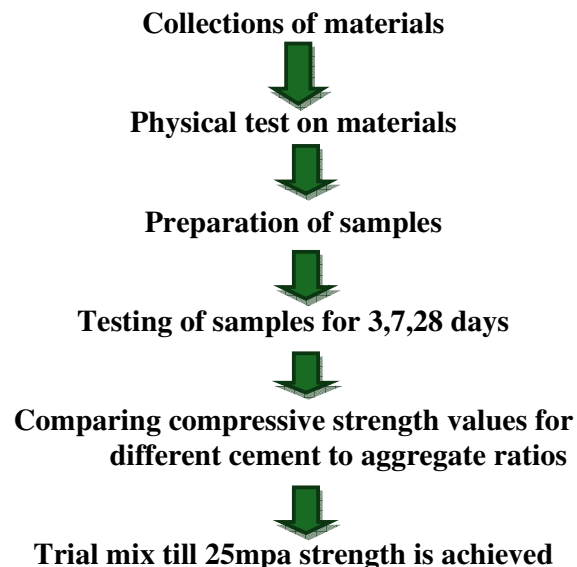 Collections of materials
Physical test on materials
Preparation of samples
Testing of samples for 3,7,28 days
Comparing compressive strength values for
different cement to aggregate ratios
Trial mix till 25mpa strength is achieved